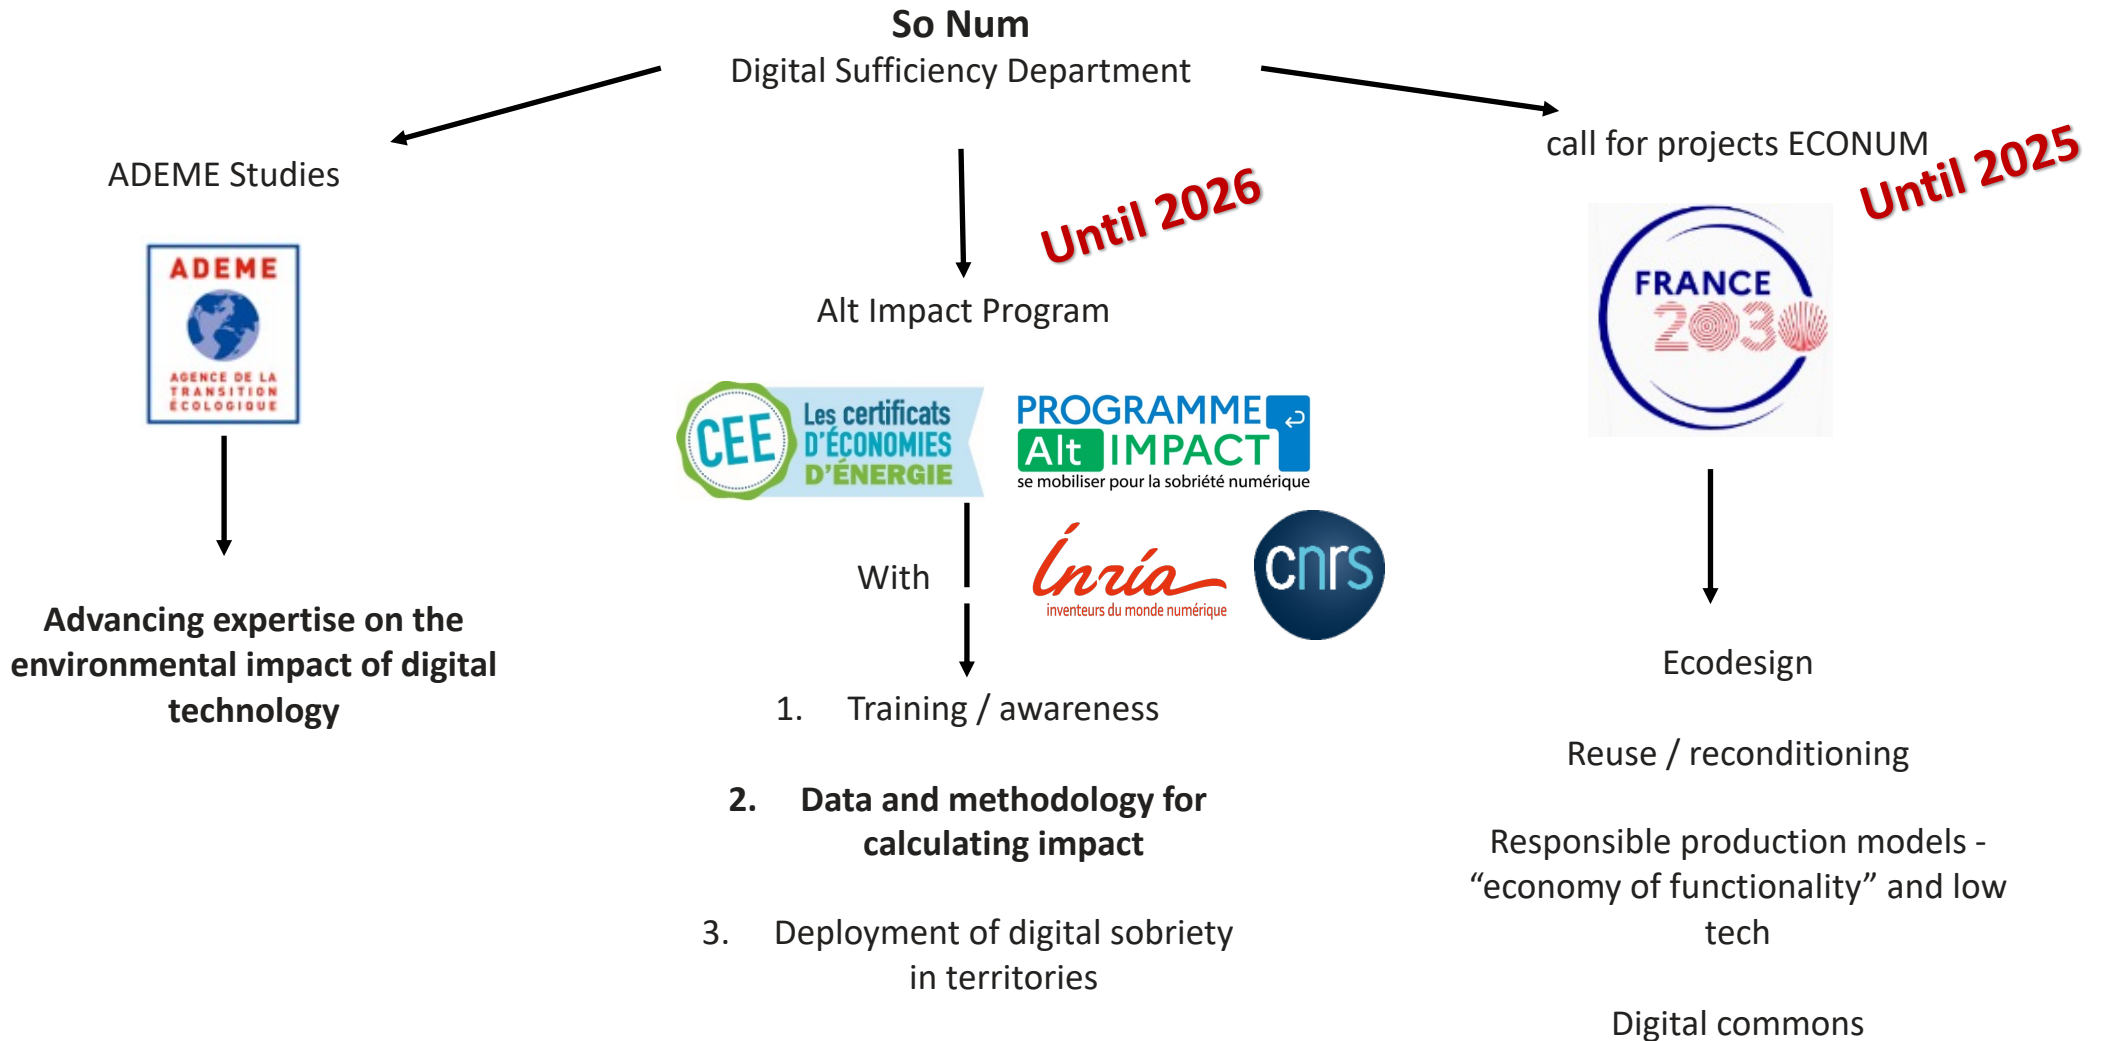 So Num
Digital Sufficiency Department
ADEME Studies
ADEME
AGENCE DE LA
TRANSITION
ÉCOLOGIQUE
Advancing expertise on the
environmental impact of digital
technology
Until 2026
Alt Impact Program
CEE
Les certificats
D'ÉCONOMIES
D'ÉNERGIE
PROGRAMME
Alt IMPACT
se mobiliser pour la sobriété numérique
With
Inria
inventeurs du monde numérique
cnrs
1. Training / awareness
2. Data and methodology for
calculating impact
3. Deployment of digital sobriety
in territories
call for projects ECONUM
Until 2025
FRANCE
2030
Ecodesign
Reuse / reconditioning
Responsible production models -
“economy of functionality” and low
tech
Digital commons